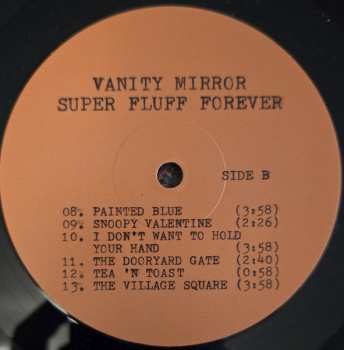 VANITY MIRROR
SUPER FLUFF FOREVER
SIDE B
08. PAINTED BLUE (3:58)
09. SNOOPY VALENTINE (2:26)
10. I DON'T WANT TO HOLD
YOUR HAND (3:58)
11. THE DOORYARD GATE (2:40)
12. TEA 'N TOAST (0:58)
13. THE VILLAGE SQUARE (3:58)